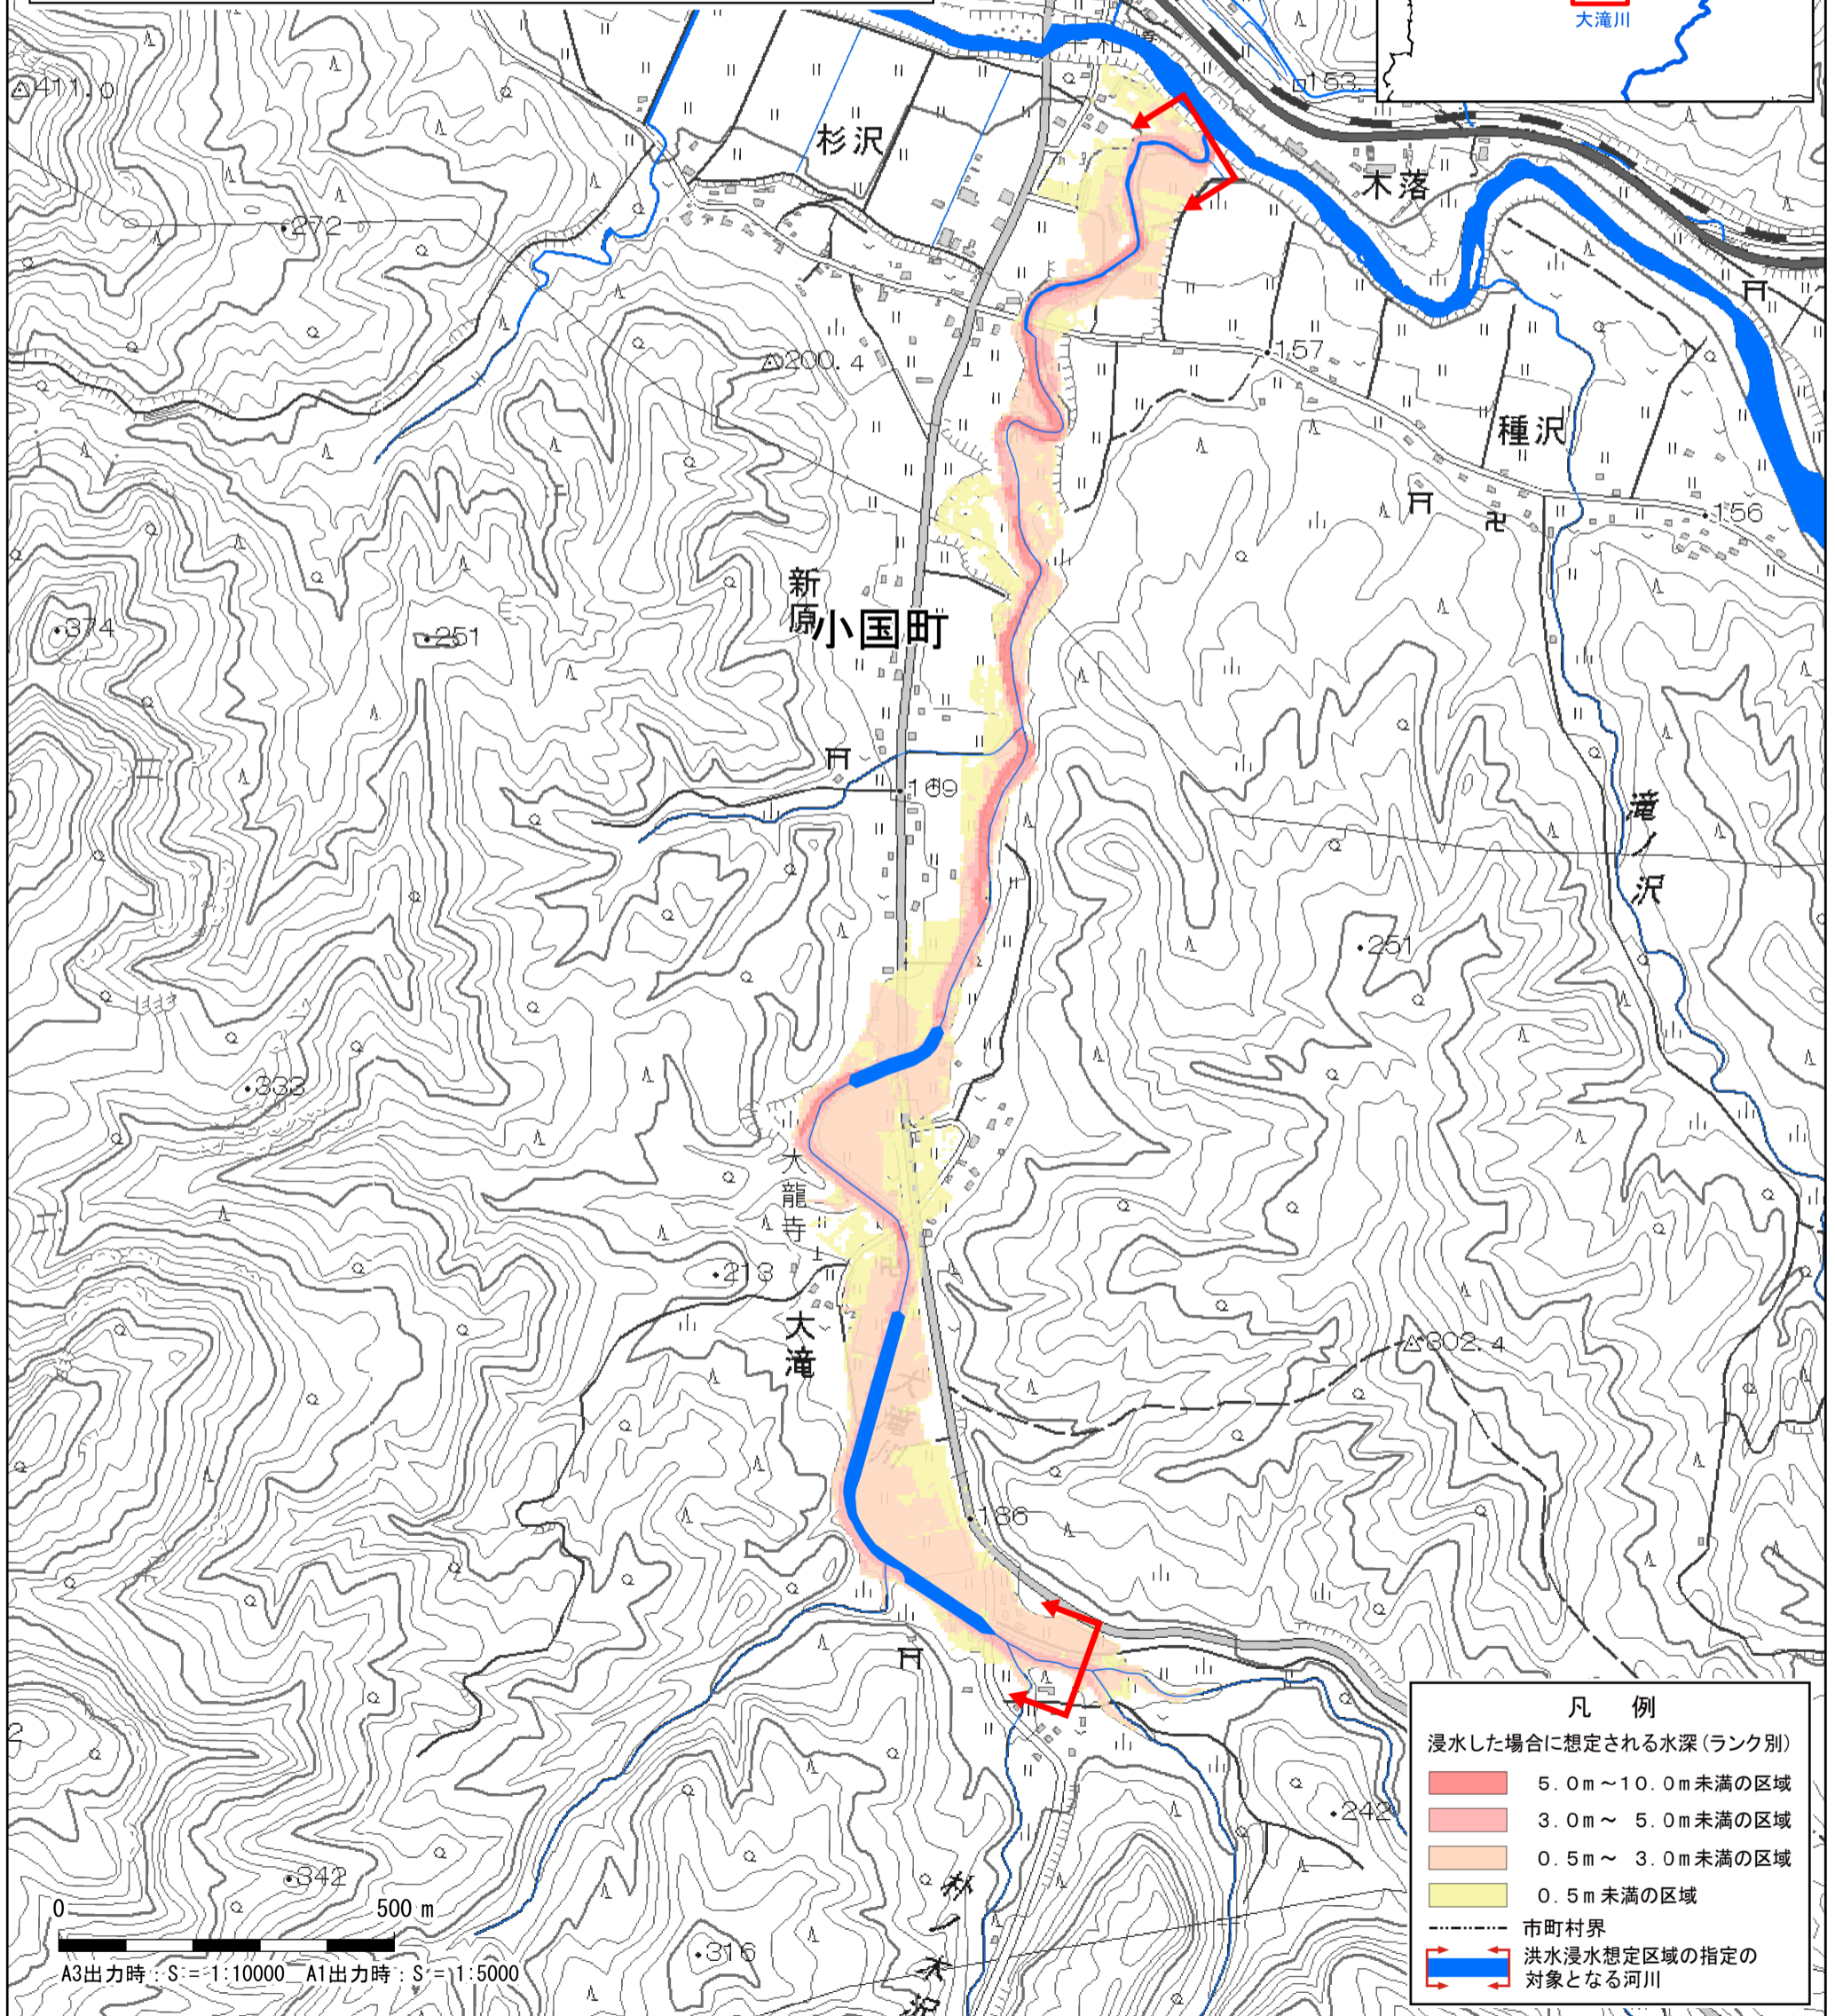 大滝川
411.0
153
杉沢
木落
272
200.4
157
種沢
156
新原
小国町
374
251
169
滝ノ沢
251
333
大龍寺
213
大滝
302.4
186
242
342
316
0 500 m
A3出力時：S = 1:10000 A1出力時：S = 1:5000
凡 例
浸水した場合に想定される水深（ランク別）
5.0m～10.0m未満の区域
3.0m～ 5.0m未満の区域
0.5m～ 3.0m未満の区域
0.5m未満の区域
市町村界
洪水浸水想定区域の指定の
対象となる河川